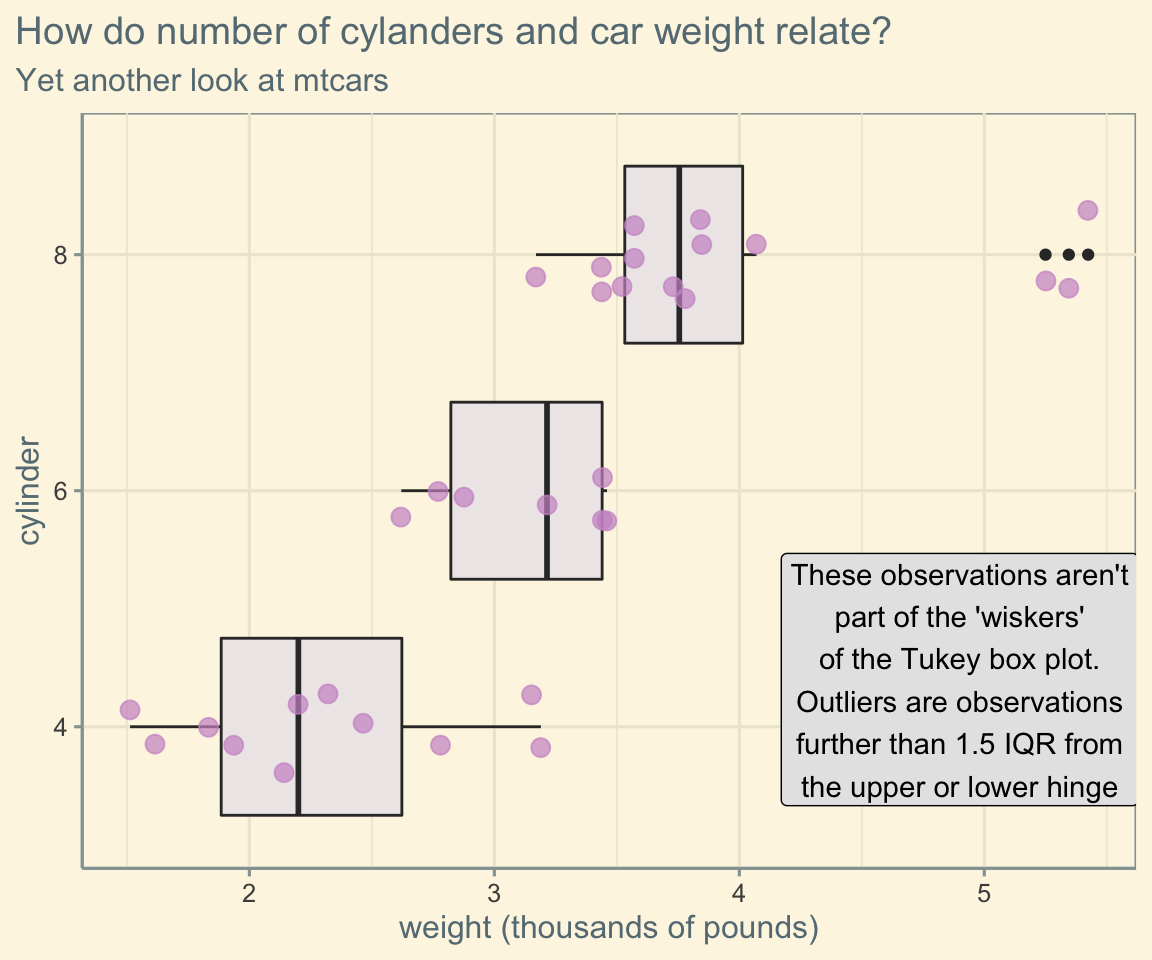 How do number of cylanders and car weight relate?
Yet another look at mtcars
8
6
4
cylinder
These observations aren't
part of the 'wiskers'
of the Tukey box plot.
Outliers are observations
further than 1.5 IQR from
the upper or lower hinge
2 3 4 5
weight (thousands of pounds)